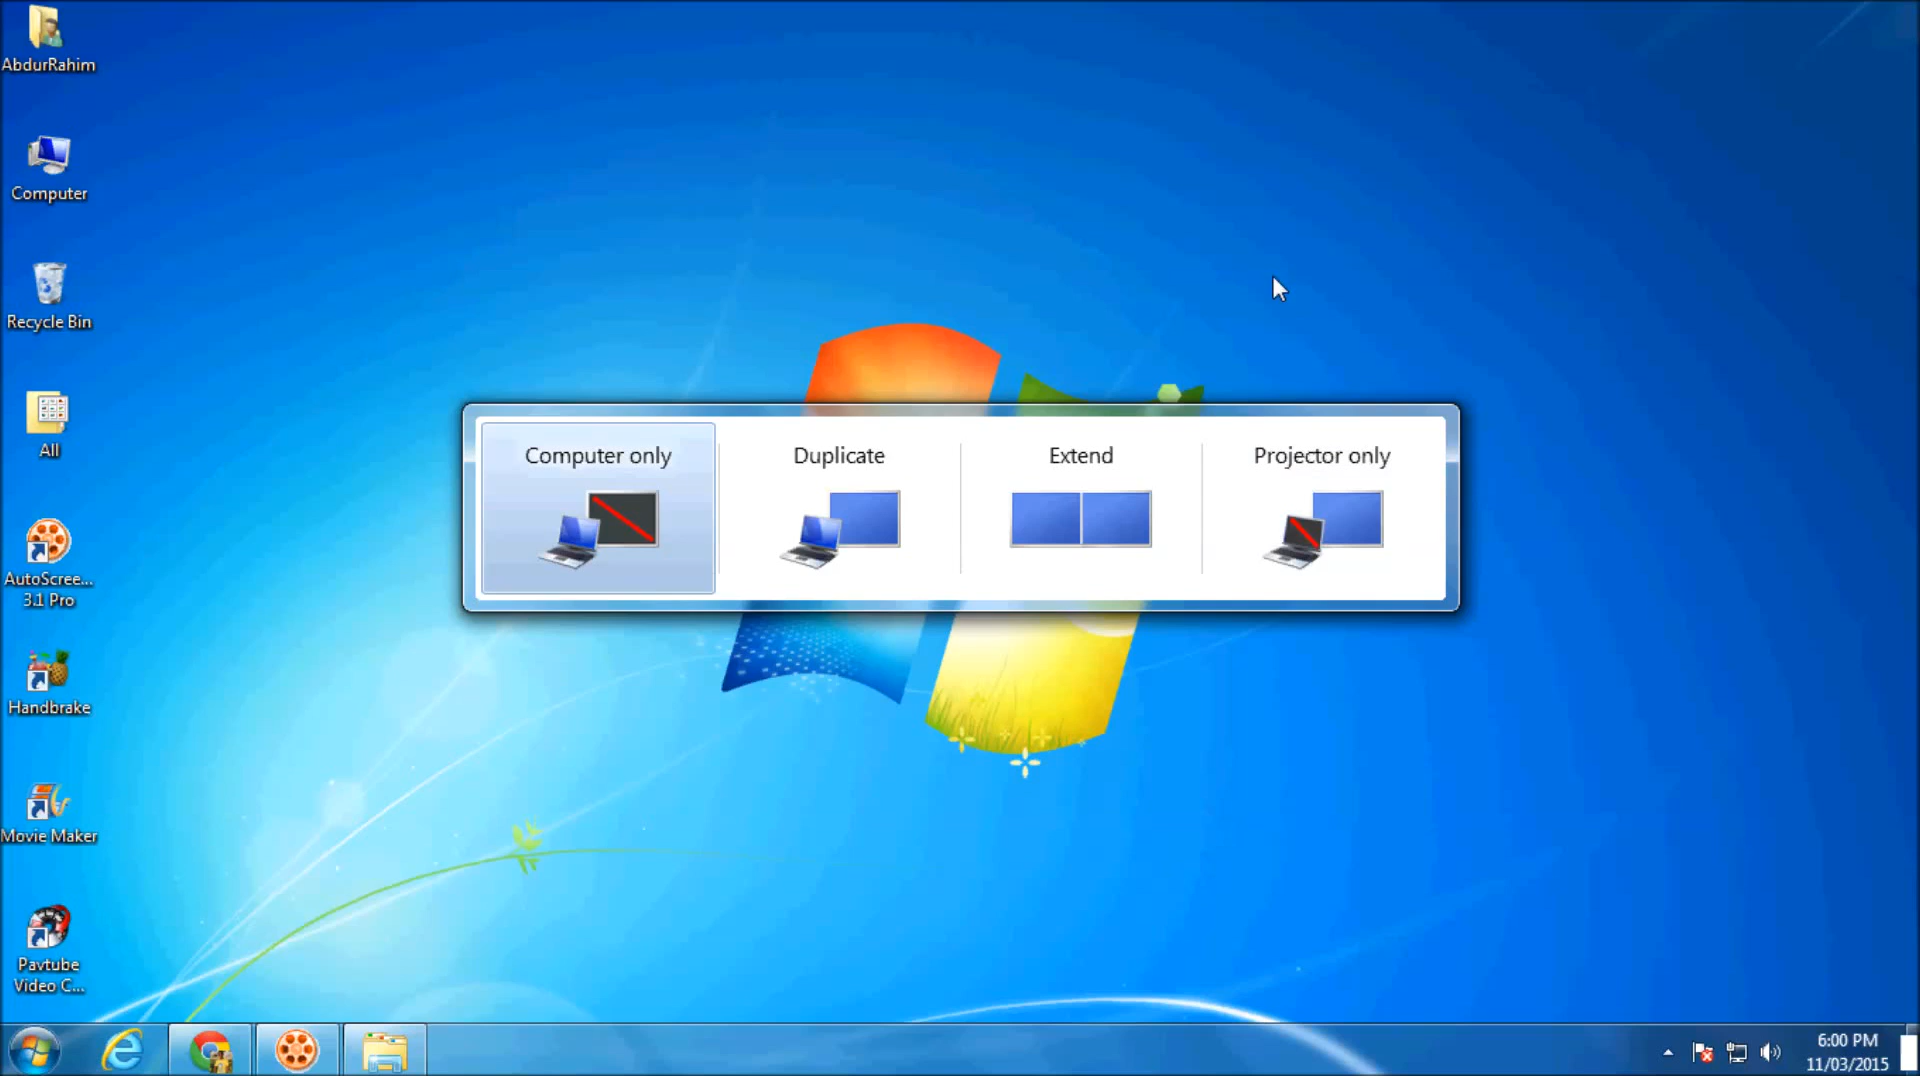 AbdurRahim
Computer
Recycle Bin
All
AutoScree...
3.1 Pro
Handbrake
Movie Maker
Pavtube
Video C...
Computer only
Duplicate
Extend
Projector only
6:00 PM
11/03/2015